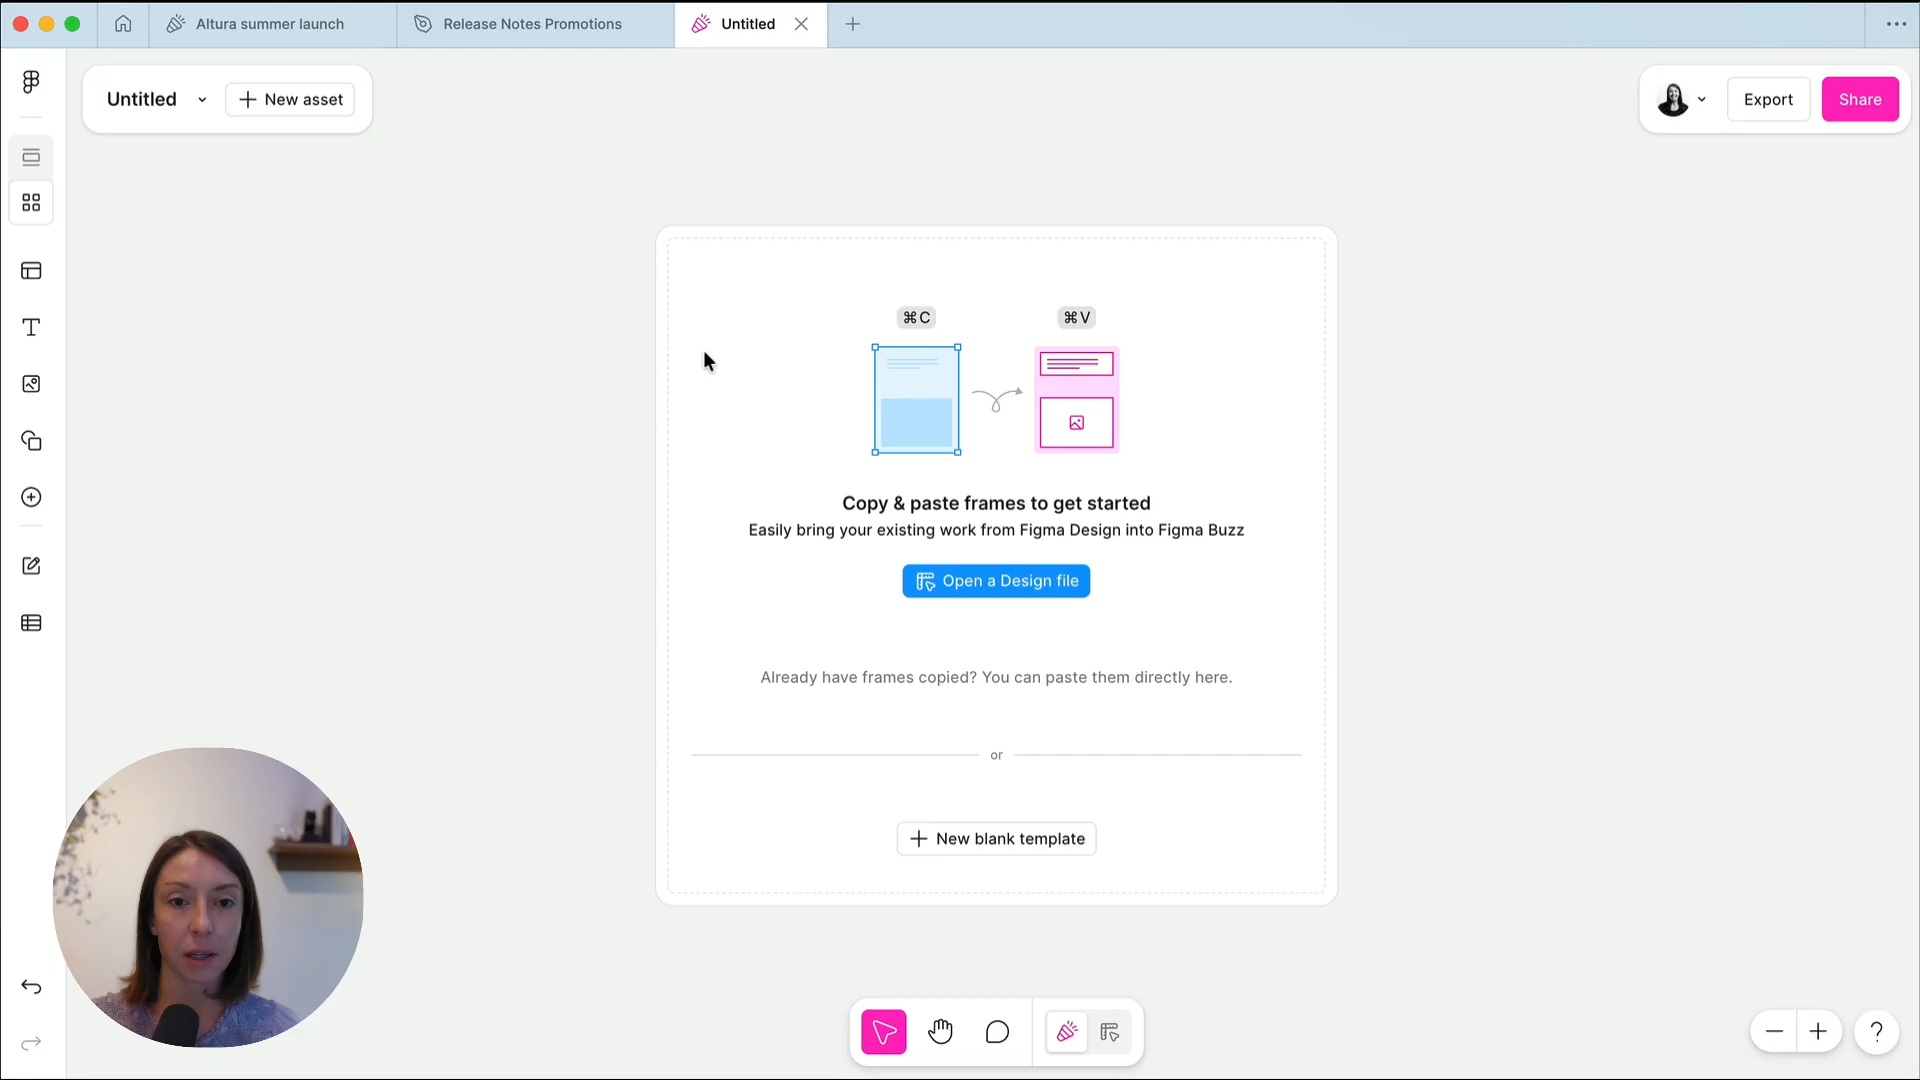 Altura summer launch
Release Notes Promotions
Untitled
Untitled
New asset
Export
Share
⌘C
⌘V
Copy & paste frames to get started
Easily bring your existing work from Figma Design into Figma Buzz
Open a Design file
Already have frames copied? You can paste them directly here.
or
New blank template
?